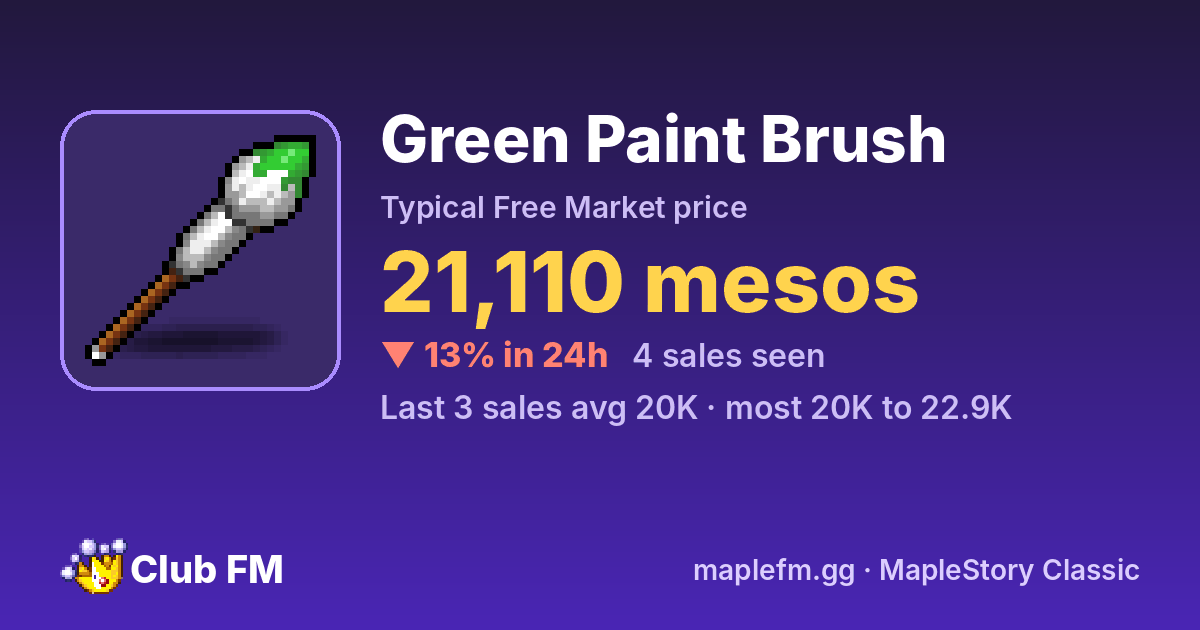 Green Paint Brush
Typical Free Market price
21,110 mesos
▼ 13% in 24h 4 sales seen
Last 3 sales avg 20K · most 20K to 22.9K
Club FM
maplefm.gg · MapleStory Classic